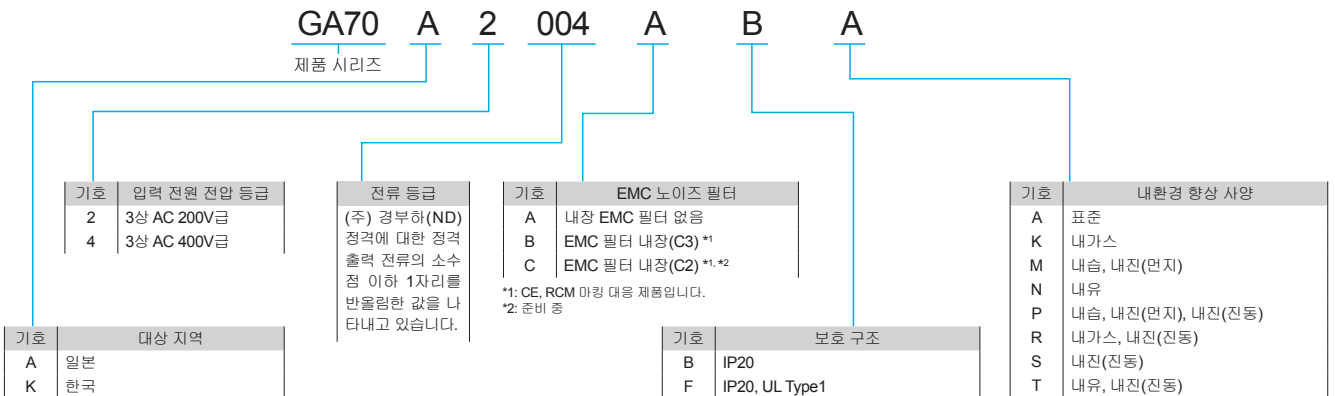 GA70 A 2 004 A B A
제품 시리즈
기호 입력 전원 전압 등급
2 3상 AC 200V급
4 3상 AC 400V급
전류 등급
(주) 경부하(ND)
정격에 대한 정격
출력 전류의 소수
점 이하 1자리를
반올림한 값을 나
타내고 있습니다.
기호 EMC 노이즈 필터
A 내장 EMC 필터 없음
B EMC 필터 내장(C3) *1
C EMC 필터 내장(C2) *1, *2
*1: CE, RCM 마킹 대응 제품입니다.
*2: 준비 중
기호 내환경 향상 사양
A 표준
K 내가스
M 내습, 내진(먼지)
N 내유
P 내습, 내진(먼지), 내진(진동)
R 내가스, 내진(진동)
S 내진(진동)
T 내유, 내진(진동)
기호 대상 지역
A 일본
K 한국
기호 보호 구조
B IP20
F IP20, UL Type1